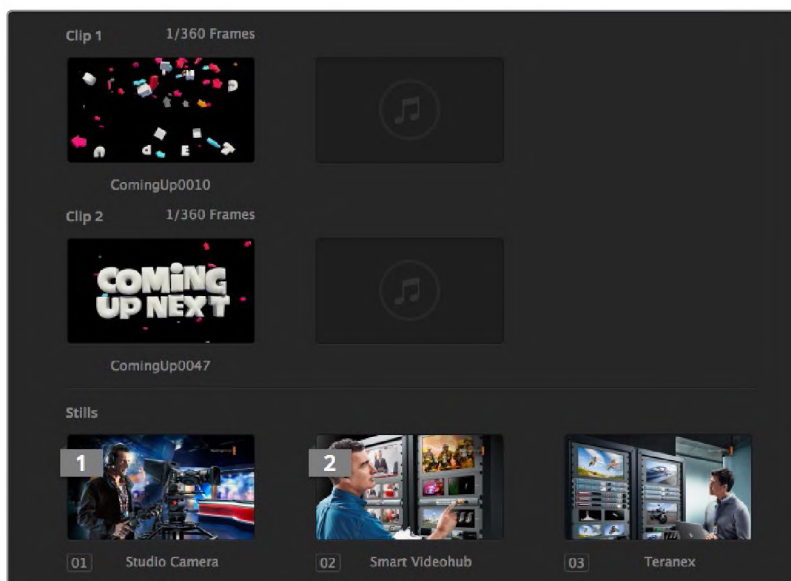 Clip 1 1/360 Frames
ComingUp0010
Clip 2 1/360 Frames
COMiNG
UP NEXT
ComingUp0047
Stills
1 2
01 Studio Camera 02 Smart Videohub 03 Teranex